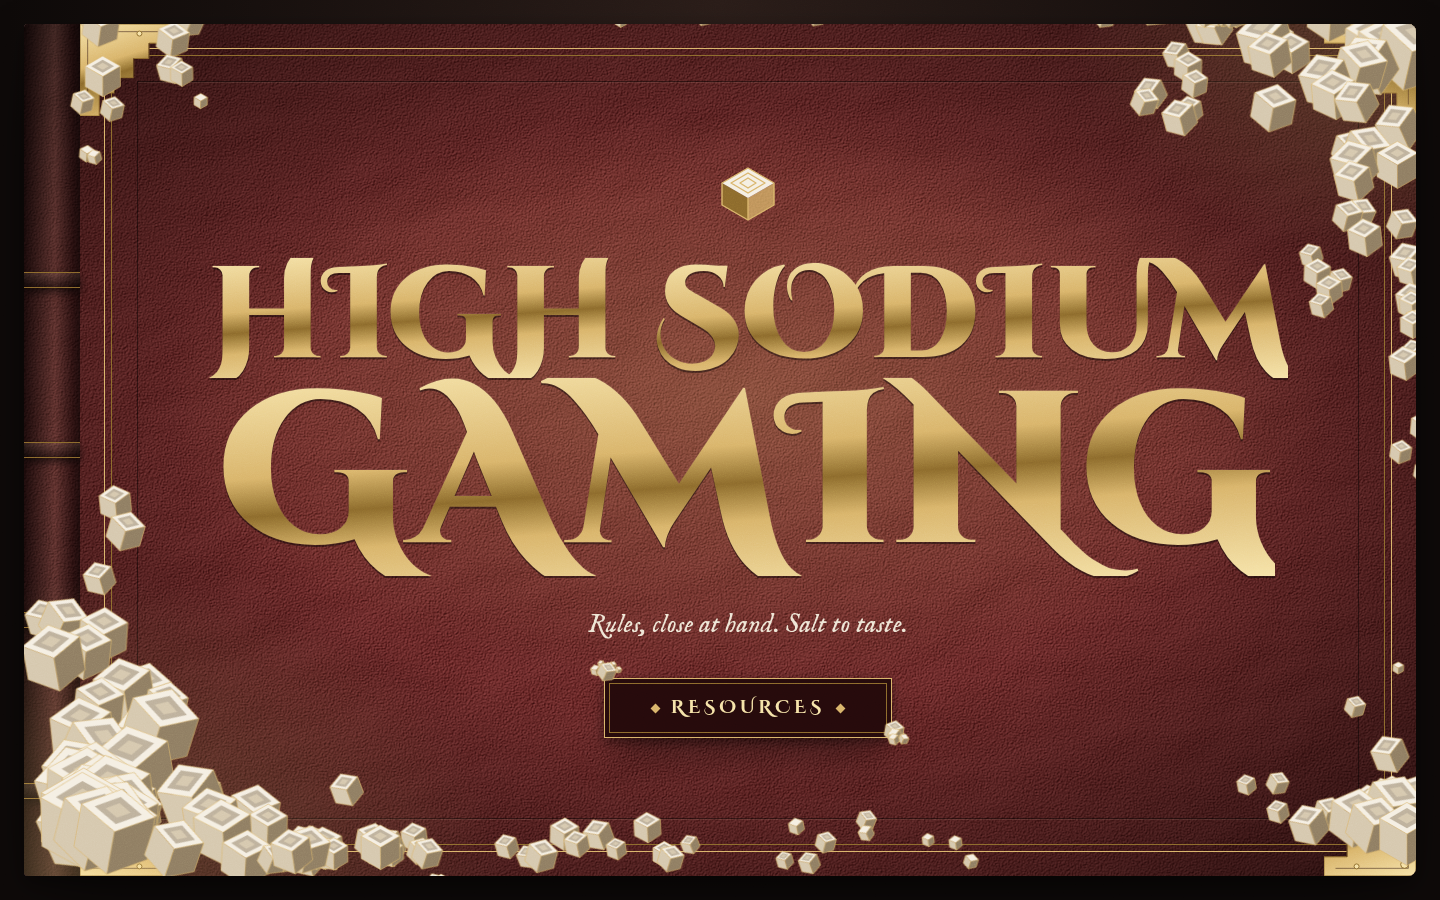 HIGH SODIUM
GAMING
Rules, close at hand. Salt to taste.
RESOURCES